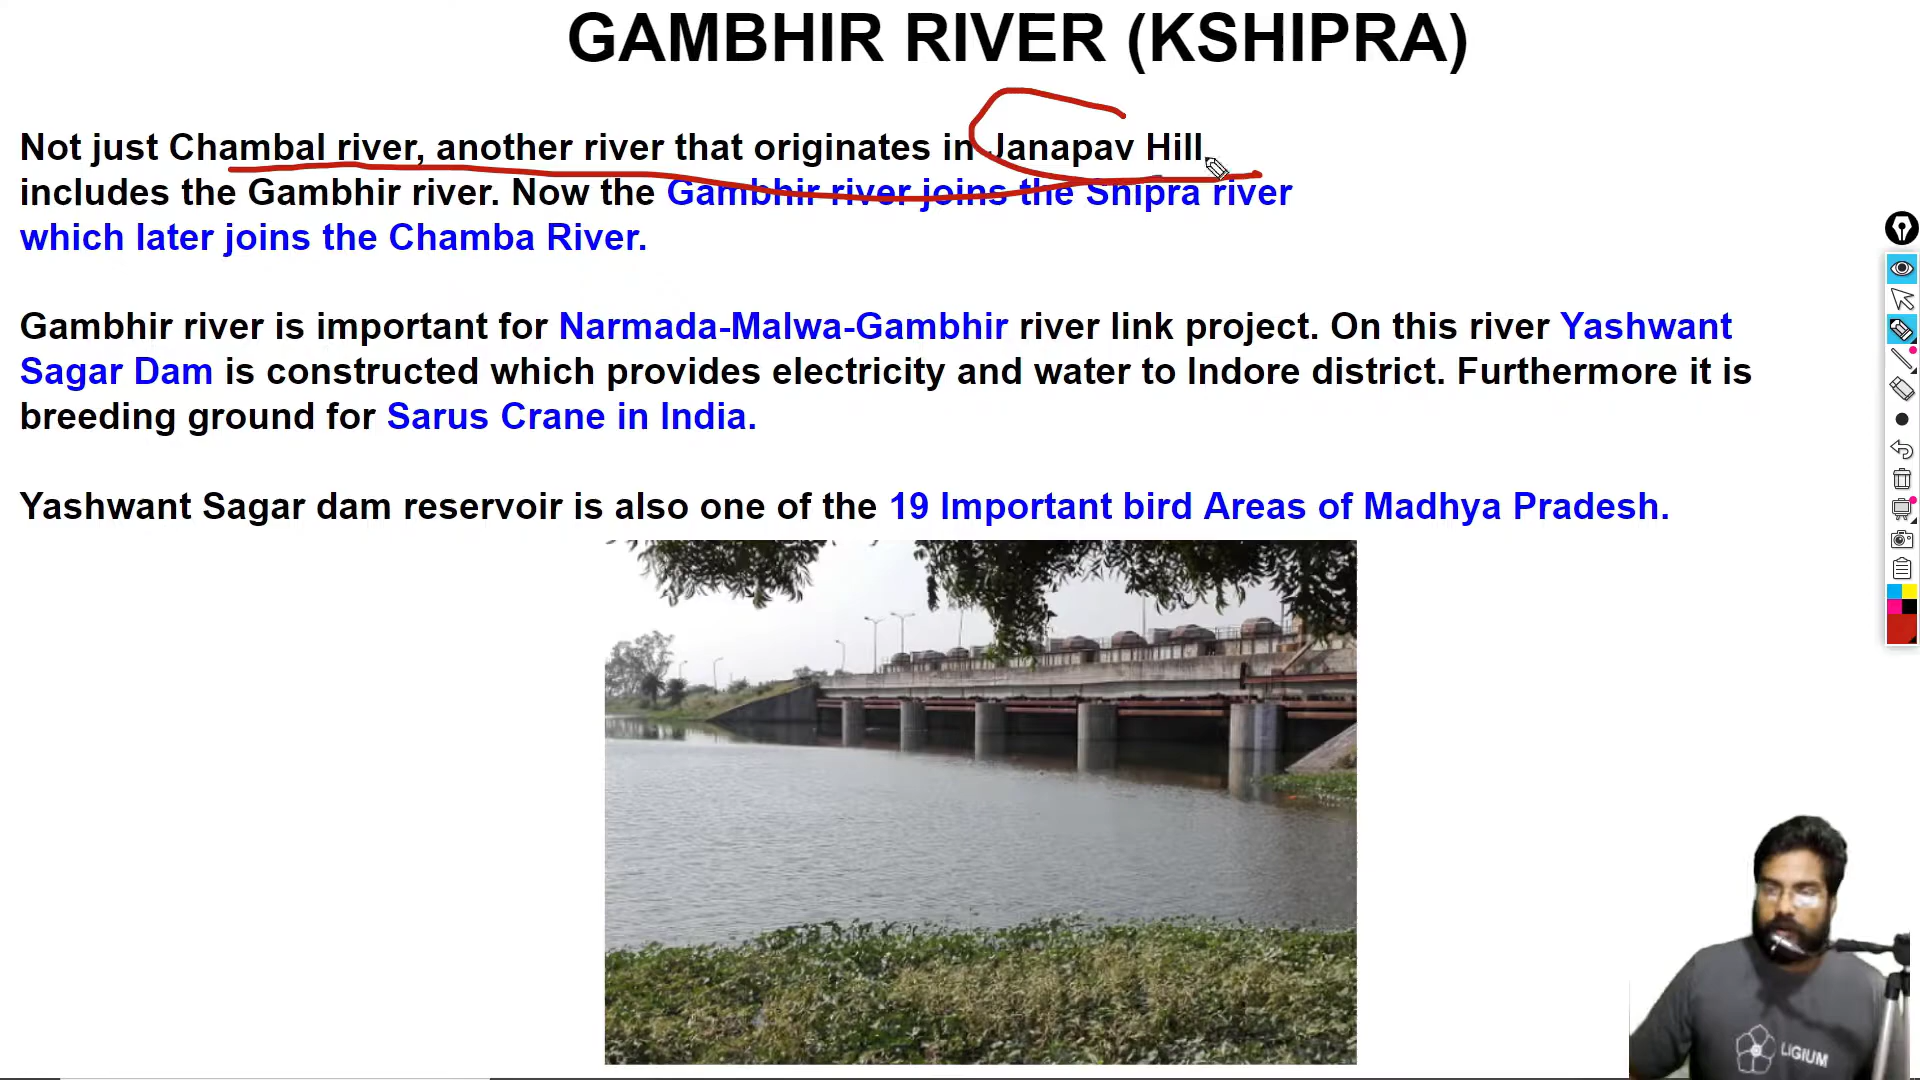 GAMBHIR RIVER (KSHIPRA)
Not just Chambal river, another river that originates in Janapav Hill,
includes the Gambhir river. Now the Gambhir river joins the Shipra river
which later joins the Chamba River.
Gambhir river is important for Narmada-Malwa-Gambhir river link project. On this river Yashwant
Sagar Dam is constructed which provides electricity and water to Indore district. Furthermore it is
breeding ground for Sarus Crane in India.
Yashwant Sagar dam reservoir is also one of the 19 Important bird Areas of Madhya Pradesh.
LIGIUM